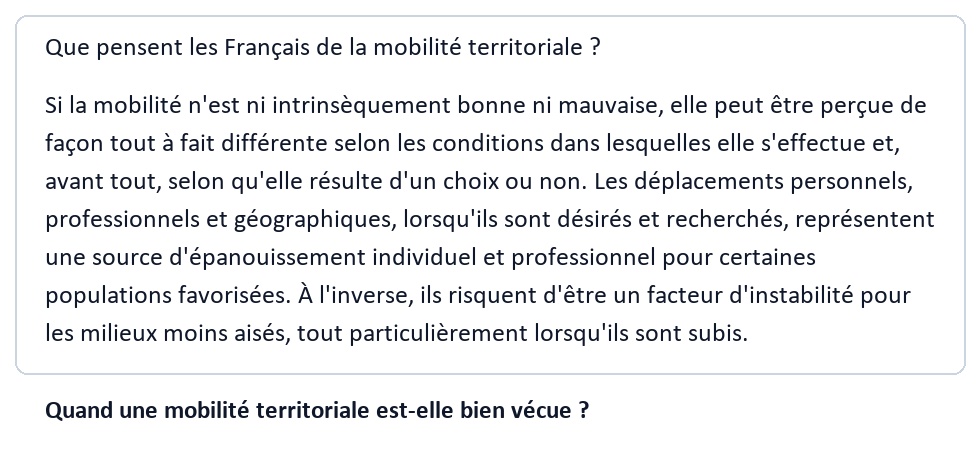 Que pensent les Français de la mobilité territoriale ?
Si la mobilité n'est ni intrinsèquement bonne ni mauvaise, elle peut être perçue de
façon tout à fait différente selon les conditions dans lesquelles elle s'effectue et,
avant tout, selon qu'elle résulte d'un choix ou non. Les déplacements personnels,
professionnels et géographiques, lorsqu'ils sont désirés et recherchés, représentent
une source d'épanouissement individuel et professionnel pour certaines
populations favorisées. À l'inverse, ils risquent d'être un facteur d'instabilité pour
les milieux moins aisés, tout particulièrement lorsqu'ils sont subis.
Quand une mobilité territoriale est-elle bien vécue ?